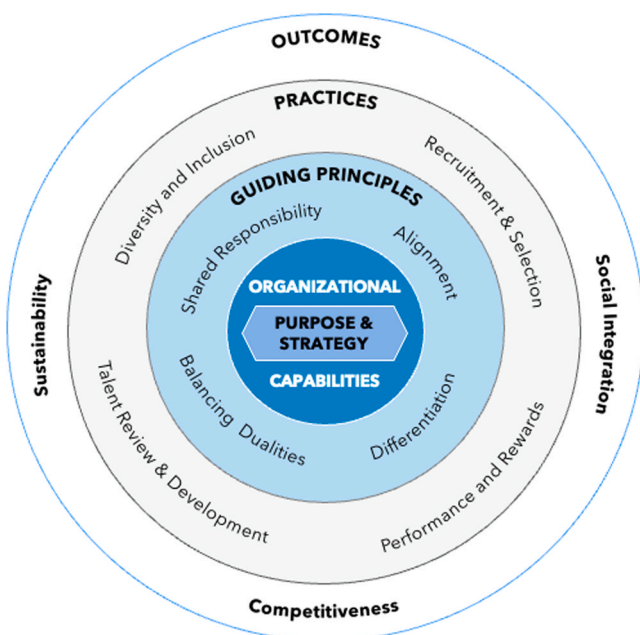 OUTCOMES
PRACTICES
Diversity and Inclusion
Recruitment & Selection
GUIDING PRINCIPLES
Shared Responsibility
Alignment
ORGANIZATIONAL
PURPOSE &
STRATEGY
CAPABILITIES
Sustainability
Social Integration
Balancing Dualities
Differentiation
Talent Review & Development
Performance and Rewards
Competitiveness